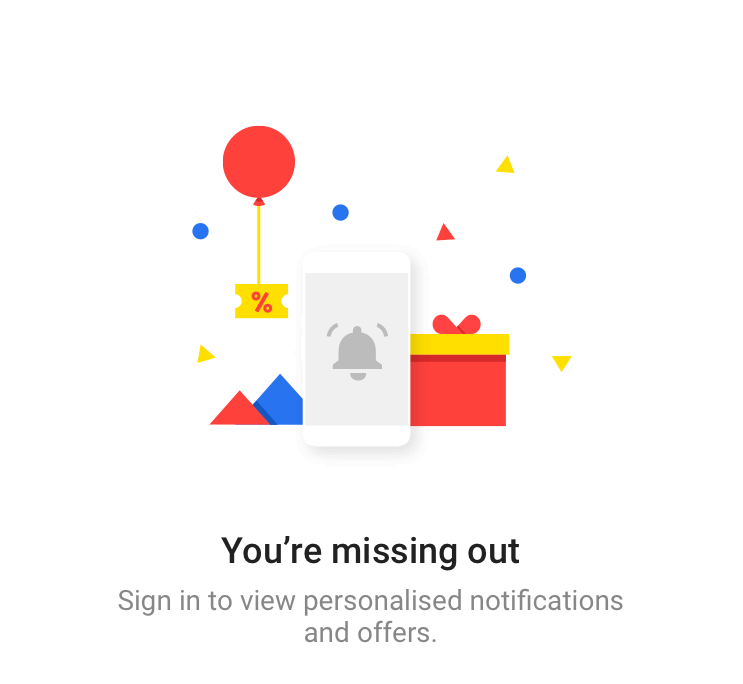 %
You’re missing out
Sign in to view personalised notifications
and offers.